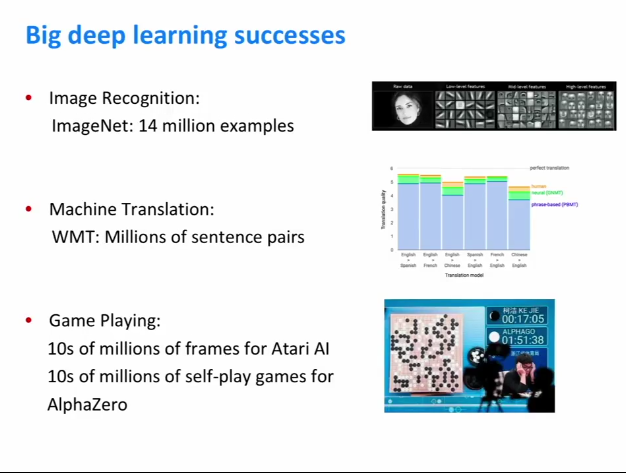 Big deep learning successes
• Image Recognition:
ImageNet: 14 million examples
Raw data
Low-level features
Mid-level features
High-level features
• Machine Translation:
WMT: Millions of sentence pairs
perfect translation
human
neural (GNMT)
phrase-based (PBMT)
Translation quality
6
5
4
3
2
1
0
English > Spanish
English > French
English > Chinese
Spanish > English
French > English
Chinese > English
Translation model
• Game Playing:
10s of millions of frames for Atari AI
10s of millions of self-play games for
AlphaZero
柯洁 KE JIE
00:17:05
ALPHAGO
01:51:38